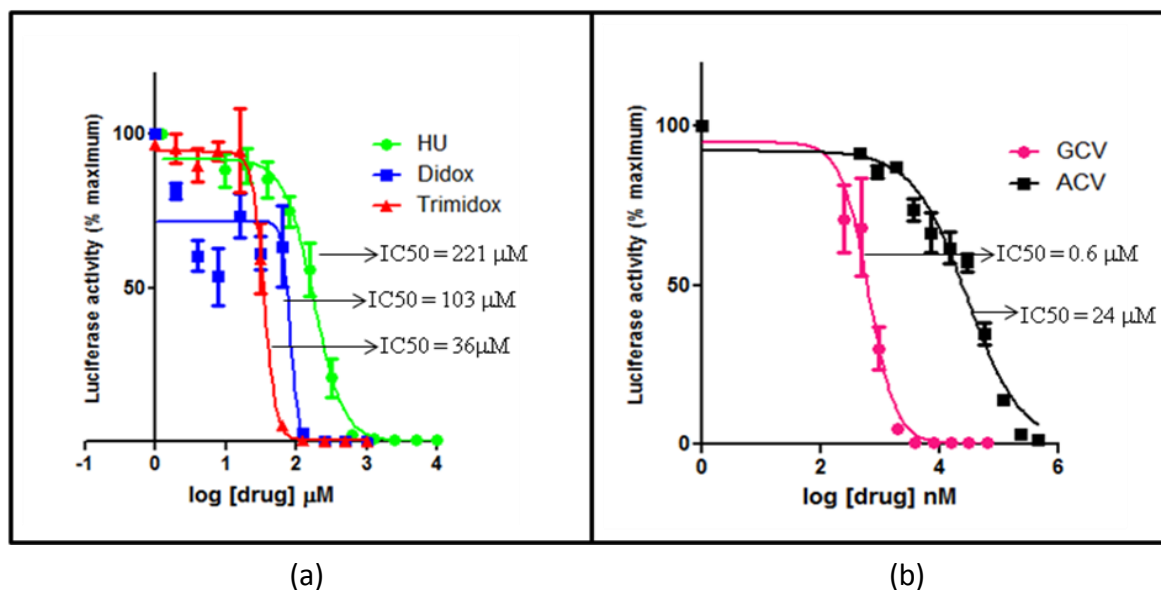 Luciferase activity (% maximum)
100
50
-1
0
1
2
3
4
log [drug] µM
HU
Didox
Trimidox
IC50 = 221 µM
IC50 = 103 µM
IC50 = 36µM
(a)
Luciferase activity (% maximum)
100
50
0
0
2
4
6
log [drug] nM
GCV
ACV
IC50 = 0.6 µM
IC50 = 24 µM
(b)